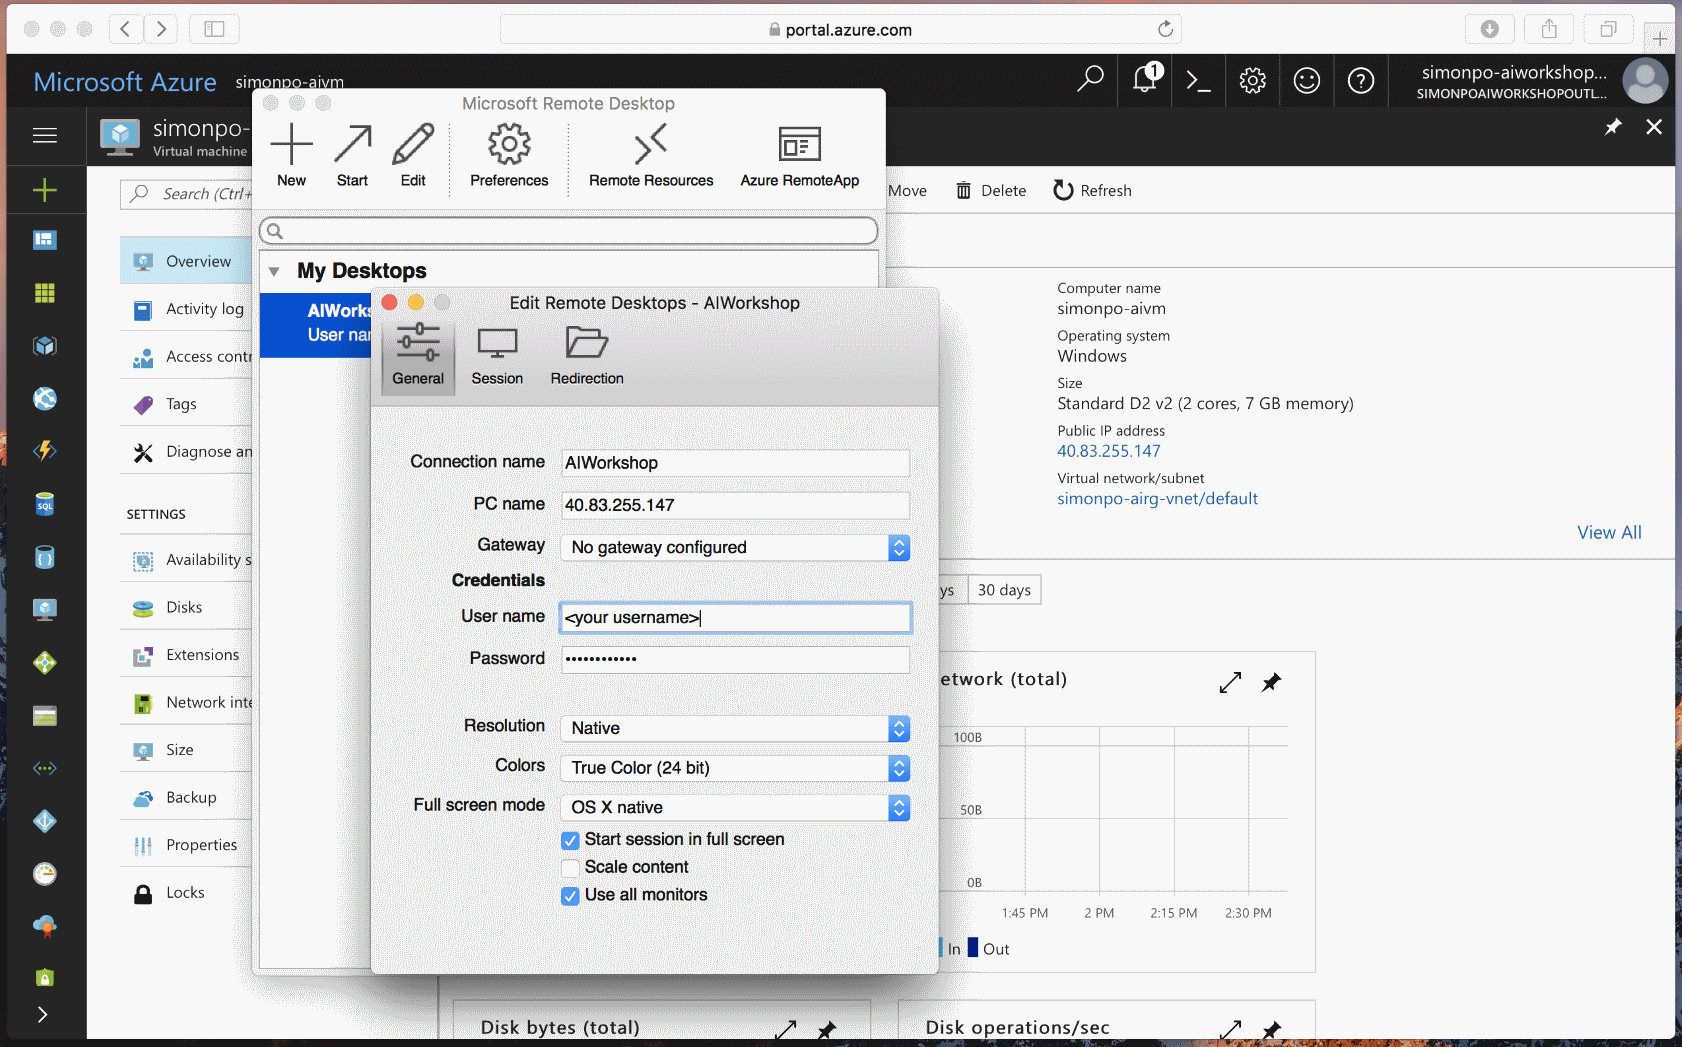 portal.azure.com
Microsoft Azure
simonpo-aivm
1
simonpo-aiworkshop...
SIMONPOAIWORKSHOPOUTL...
simonpo-
Virtual machine
Search (Ctrl+
Overview
Activity log
Access contr
Tags
Diagnose an
SETTINGS
Availability s
Disks
Extensions
Network inte
Size
Backup
Properties
Locks
SQL
Microsoft Remote Desktop
New
Start
Edit
Preferences
Remote Resources
Azure RemoteApp
My Desktops
AIWorks
User nan
Edit Remote Desktops - AIWorkshop
General
Session
Redirection
Connection name AIWorkshop
PC name 40.83.255.147
Gateway No gateway configured
Credentials
User name <your username>
Password ••••••••••••
Resolution Native
Colors True Color (24 bit)
Full screen mode OS X native
Start session in full screen
Scale content
Use all monitors
Move
Delete
Refresh
Computer name
simonpo-aivm
Operating system
Windows
Size
Standard D2 v2 (2 cores, 7 GB memory)
Public IP address
40.83.255.147
Virtual network/subnet
simonpo-airg-vnet/default
View All
ys
30 days
etwork (total)
100B
50B
0B
1:45 PM
2 PM
2:15 PM
2:30 PM
In
Out
Disk bytes (total)
Disk operations/sec